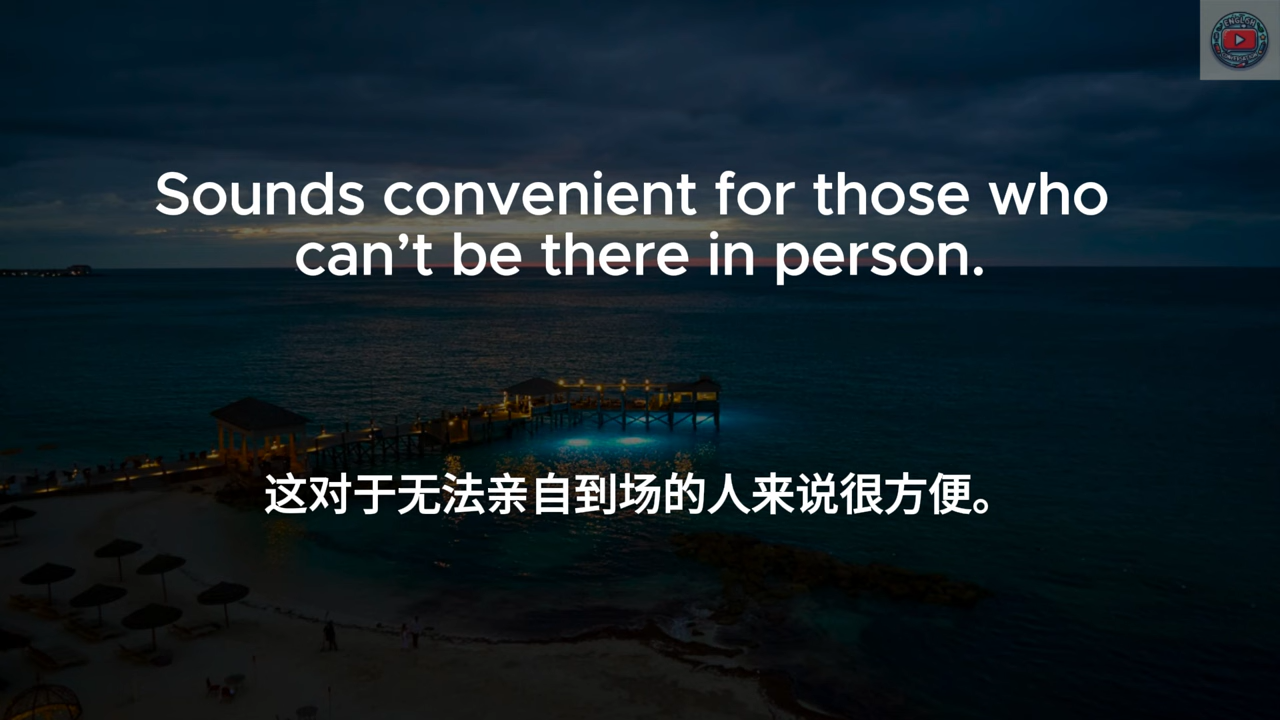 ENGLISH
Sounds convenient for those who
can’t be there in person.
这对于无法亲自到场的人来说很方便。